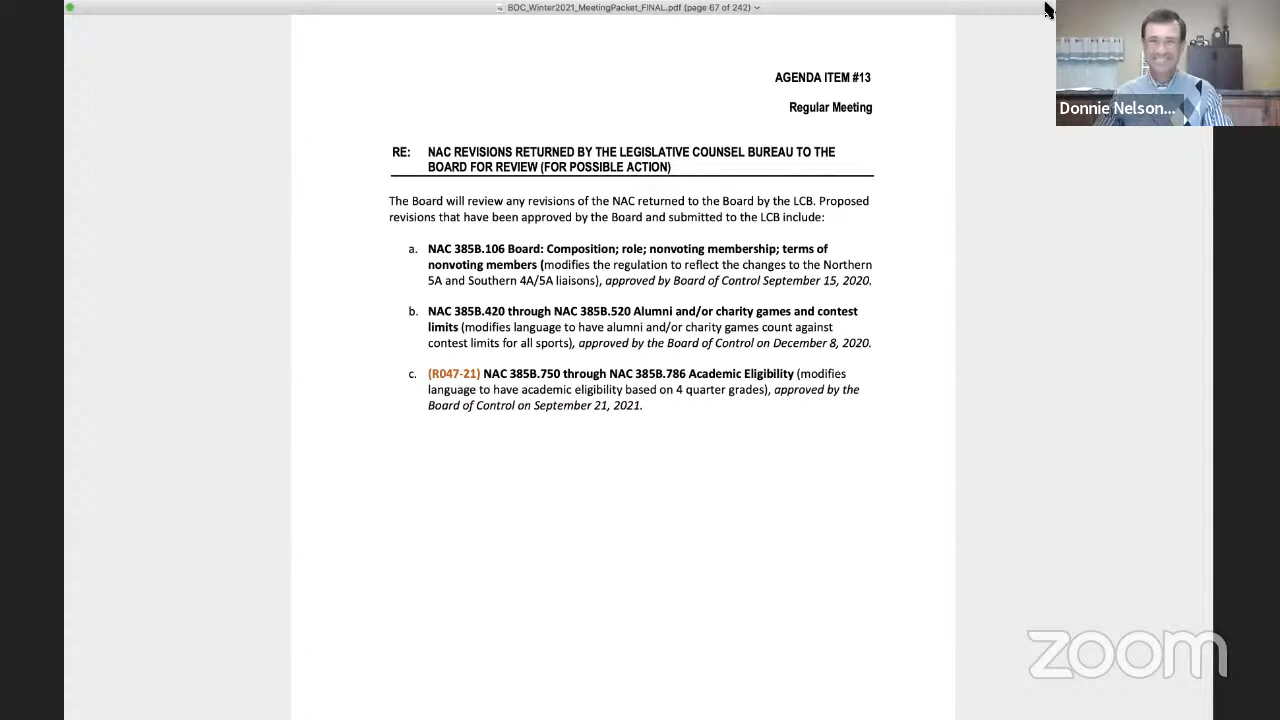 BOC_Winter2021_MeetingPacket_FINAL.pdf (page 67 of 242)
AGENDA ITEM #13
Regular Meeting
Donnie Nelson...
RE: NAC REVISIONS RETURNED BY THE LEGISLATIVE COUNSEL BUREAU TO THE
BOARD FOR REVIEW (FOR POSSIBLE ACTION)
The Board will review any revisions of the NAC returned to the Board by the LCB. Proposed
revisions that have been approved by the Board and submitted to the LCB include:
a. NAC 385B.106 Board: Composition; role; nonvoting membership; terms of
nonvoting members (modifies the regulation to reflect the changes to the Northern
5A and Southern 4A/5A liaisons), approved by Board of Control September 15, 2020.
b. NAC 385B.420 through NAC 385B.520 Alumni and/or charity games and contest
limits (modifies language to have alumni and/or charity games count against
contest limits for all sports), approved by the Board of Control on December 8, 2020.
c. (R047-21) NAC 385B.750 through NAC 385B.786 Academic Eligibility (modifies
language to have academic eligibility based on 4 quarter grades), approved by the
Board of Control on September 21, 2021.
zoom